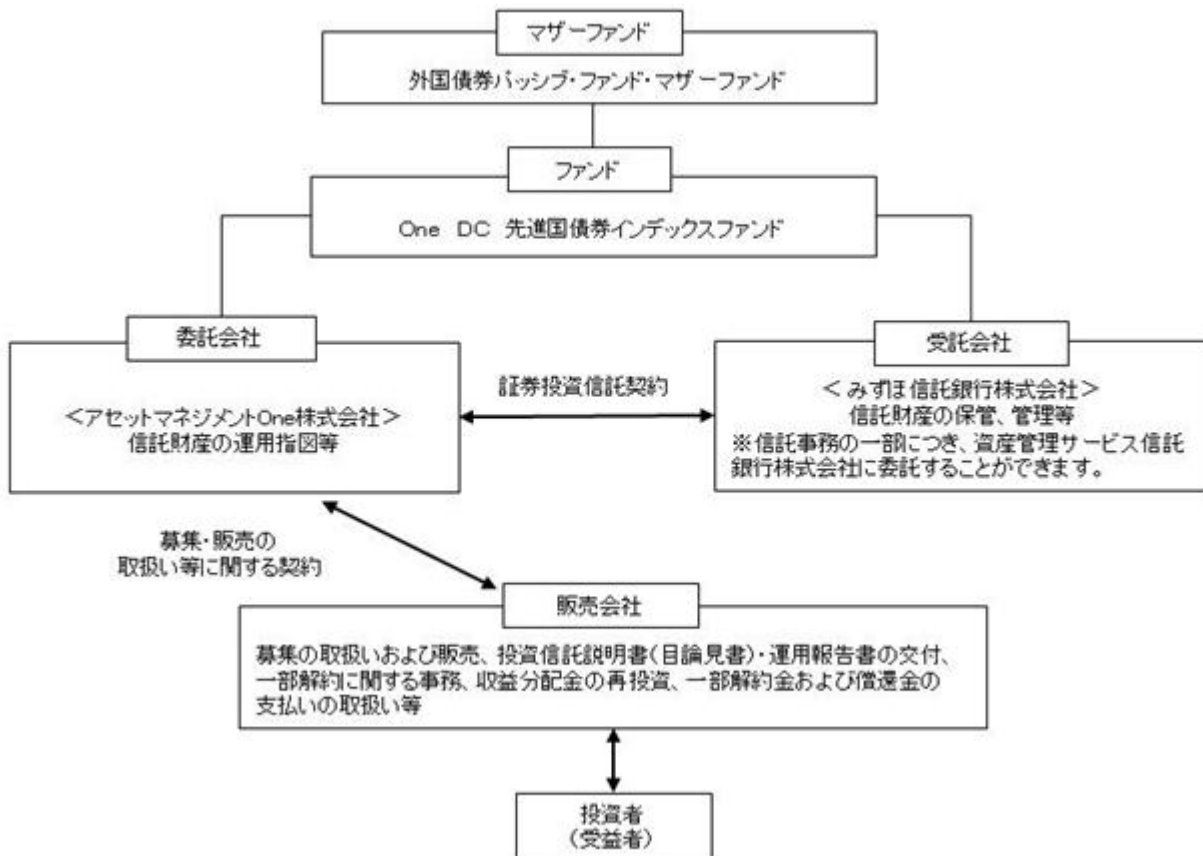 マザーファンド
外国債券パッシブ・ファンド・マザーファンド
ファンド
One DC 先進国債券インデックスファンド
委託会社
＜アセットマネジメントOne株式会社＞
信託財産の運用指図等
証券投資信託契約
受託会社
＜みずほ信託銀行株式会社＞
信託財産の保管、管理等
※信託事務の一部につき、資産管理サービス信託
銀行株式会社に委託することができます。
募集・販売の
取扱い等に関する契約
販売会社
募集の取扱いおよび販売、投資信託説明書（目論見書）・運用報告書の交付、
一部解約に関する事務、収益分配金の再投資、一部解約金および償還金の
支払いの取扱い等
投資者
（受益者）